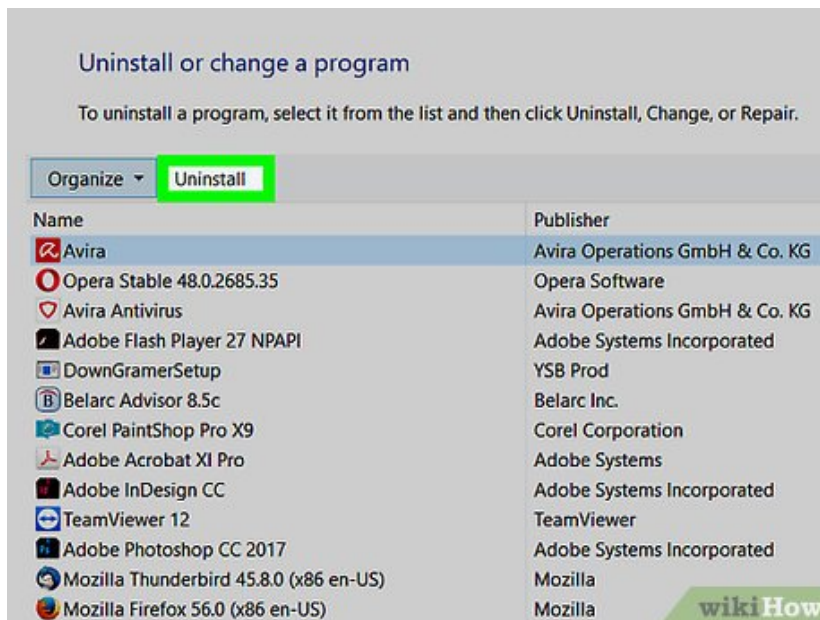 Uninstall or change a program
To uninstall a program, select it from the list and then click Uninstall, Change, or Repair.
Organize Uninstall
Name Publisher
Avira Avira Operations GmbH & Co. KG
Opera Stable 48.0.2685.35 Opera Software
Avira Antivirus Avira Operations GmbH & Co. KG
Adobe Flash Player 27 NPAPI Adobe Systems Incorporated
DownGramerSetup YSB Prod
B Belarc Advisor 8.5c Belarc Inc.
Corel PaintShop Pro X9 Corel Corporation
Adobe Acrobat XI Pro Adobe Systems
Adobe InDesign CC Adobe Systems Incorporated
TeamViewer 12 TeamViewer
Adobe Photoshop CC 2017 Adobe Systems Incorporated
Mozilla Thunderbird 45.8.0 (x86 en-US) Mozilla
Mozilla Firefox 56.0 (x86 en-US) Mozilla
wikiHow